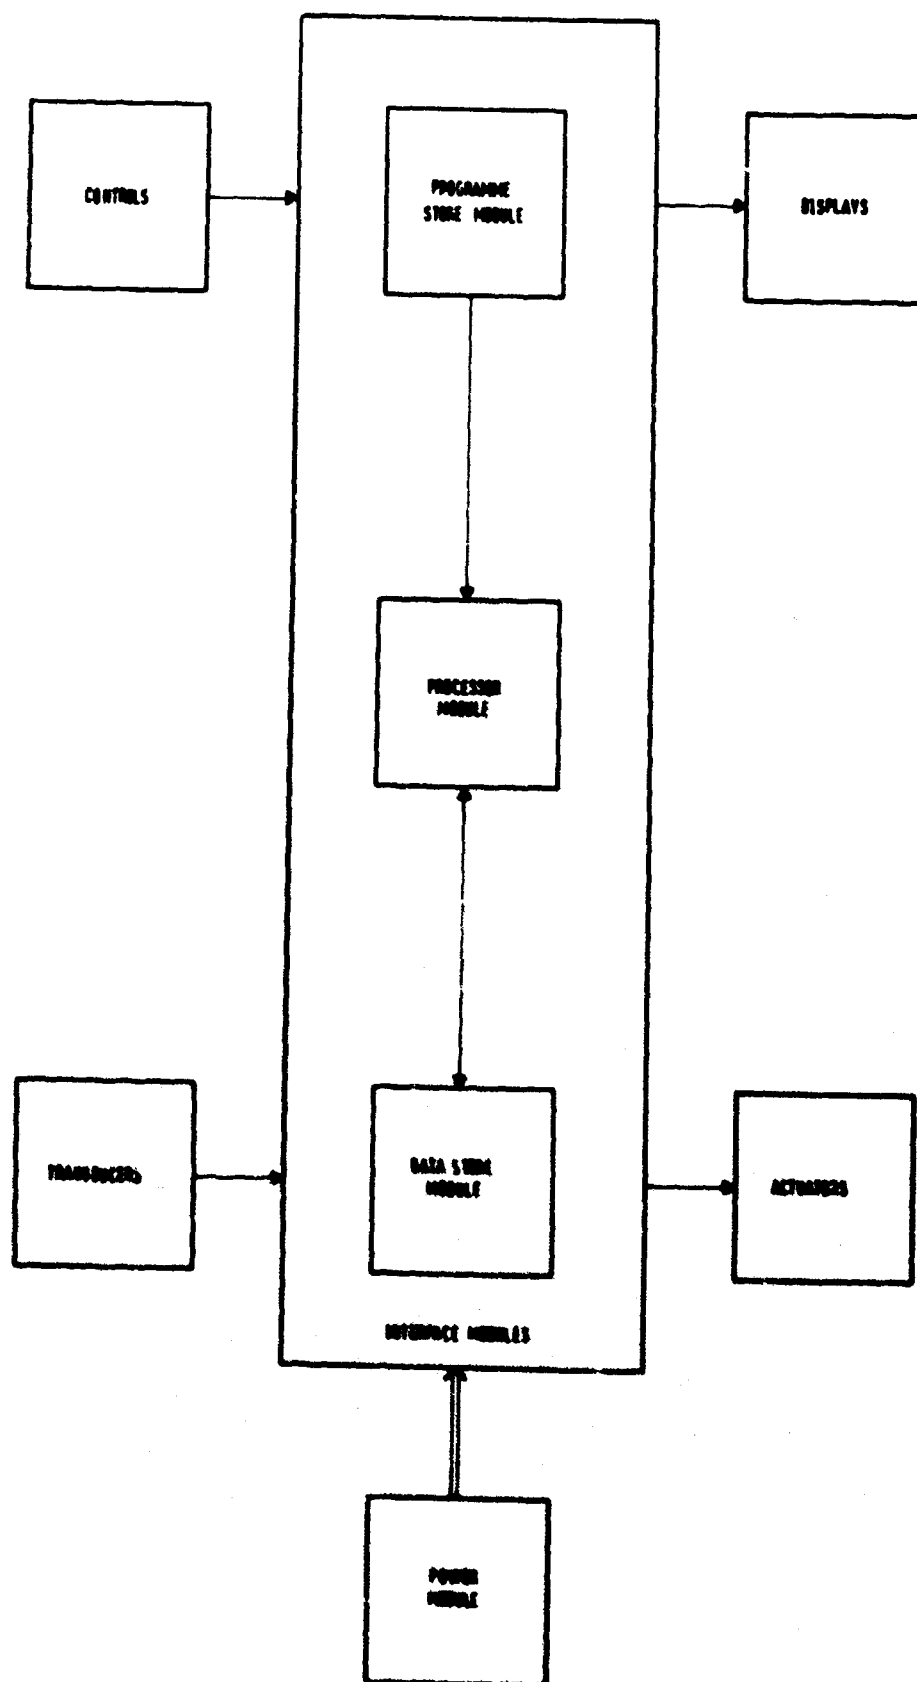 CONTROLS
PROGRAMME
STORE MODULE
DISPLAYS
PROCESSOR
MODULE
TRANSDUCERS
DATA STORE
MODULE
ACTUATORS
INTERFACE MODULES
POWER
MODULE